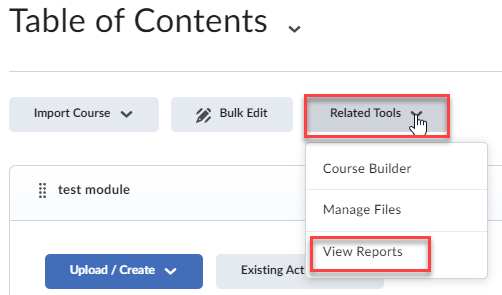 Table of Contents
Import Course
Bulk Edit
Related Tools
Course Builder
test module
Manage Files
View Reports
Upload / Create
Existing Act